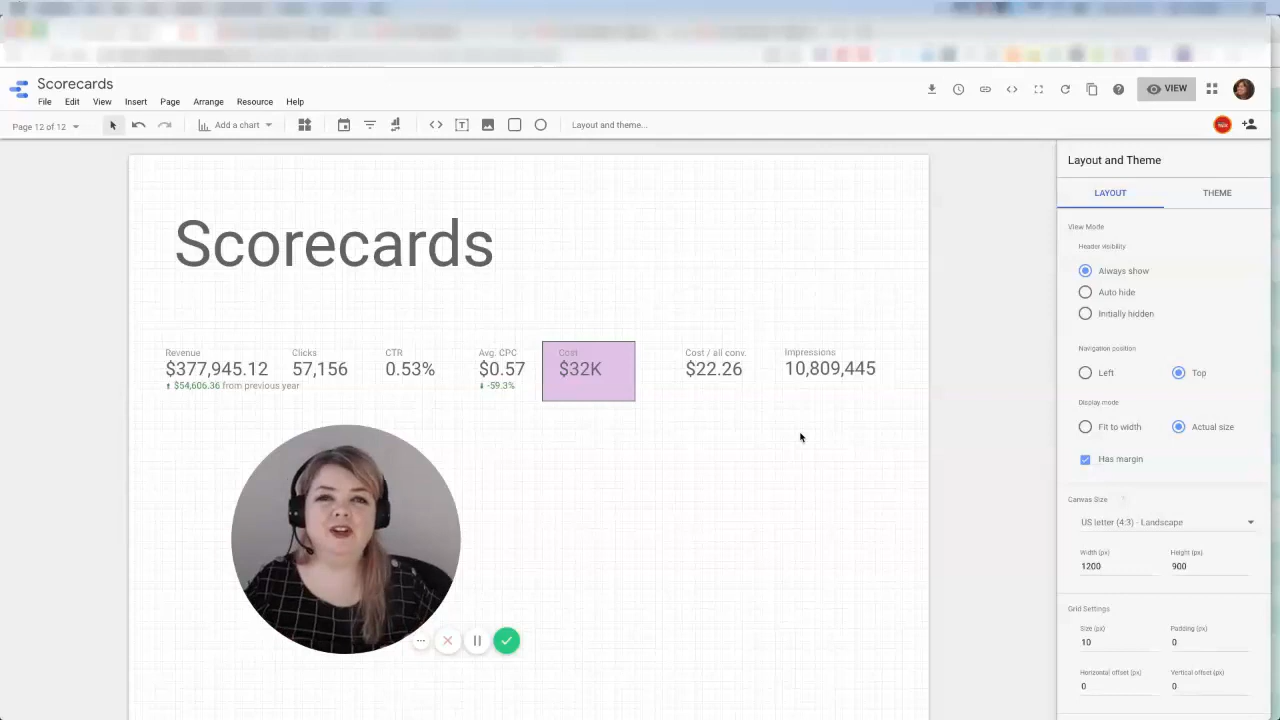 Scorecards
File Edit View Insert Page Arrange Resource Help
VIEW
Page 12 of 12
Add a chart
Layout and theme...
Layout and Theme
LAYOUT THEME
View Mode
Header visibility
Always show
Auto hide
Initially hidden
Navigation position
Left Top
Display mode
Fit to width Actual size
Has margin
Canvas Size
US letter (4:3) - Landscape
Width (px) Height (px)
1200 900
Grid Settings
Size (px) Padding (px)
10 0
Horizontal offset (px) Vertical offset (px)
0 0
Scorecards
Revenue Clicks CTR Avg. CPC Cost Cost / all conv. Impressions
$377,945.12 57,156 0.53% $0.57 $32K $22.26 10,809,445
$54,606.36 from previous year -59.3%